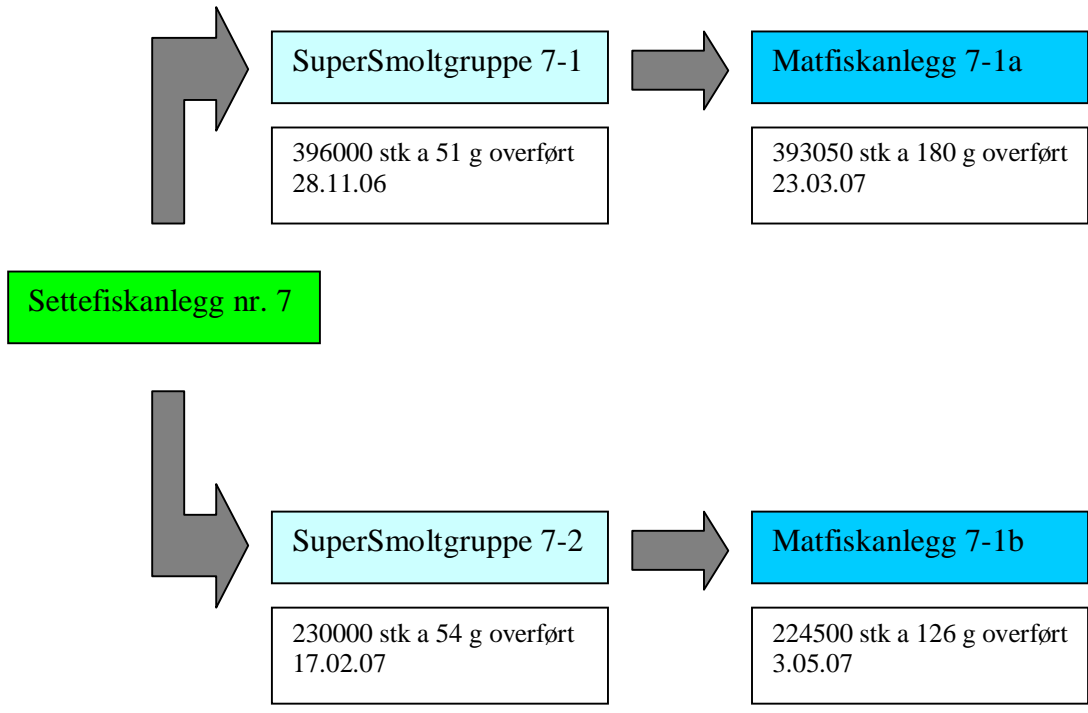 SuperSmoltgruppe 7-1
Matfiskanlegg 7-1a
396000 stk a 51 g overført
28.11.06
393050 stk a 180 g overført
23.03.07
Settefiskanlegg nr. 7
SuperSmoltgruppe 7-2
Matfiskanlegg 7-1b
230000 stk a 54 g overført
17.02.07
224500 stk a 126 g overført
3.05.07